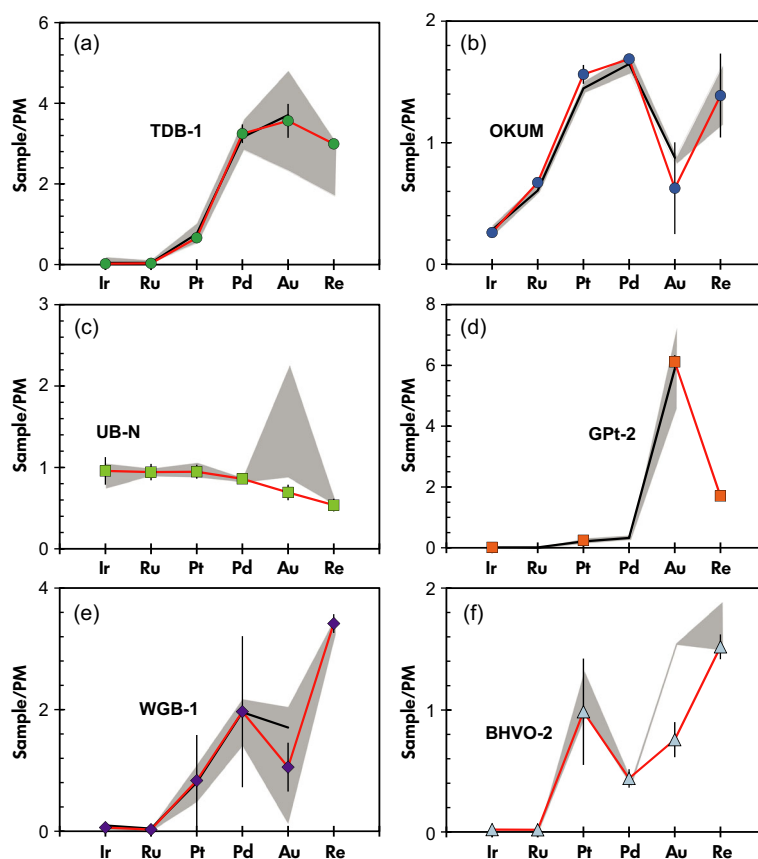 (a)
TDB-1
Sample/PM
6
4
2
0
Ir Ru Pt Pd Au Re
(b)
OKUM
Sample/PM
2
1
0
Ir Ru Pt Pd Au Re
(c)
UB-N
Sample/PM
3
2
1
0
Ir Ru Pt Pd Au Re
(d)
GPt-2
Sample/PM
8
6
4
2
0
Ir Ru Pt Pd Au Re
(e)
WGB-1
Sample/PM
4
2
0
Ir Ru Pt Pd Au Re
(f)
BHVO-2
Sample/PM
2
1
0
Ir Ru Pt Pd Au Re